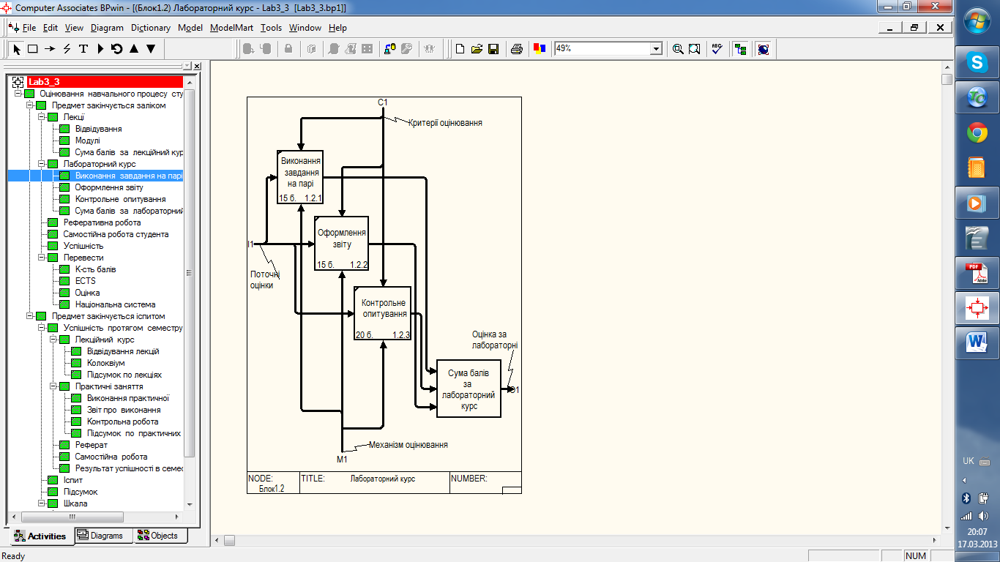 Computer Associates BPwin - [(Блок1.2) Лабораторний курс - Lab3_3 [Lab3_3.bp1]]
File Edit View Diagram Dictionary Model ModelMart Tools Window Help
49%
ABC
Lab3_3
Оцінювання навчального процесу сту
Предмет закінчується заліком
Лекції
Відвідування
Модулі
Сума балів за лекційний кур
Лабораторний курс
Виконання завдання на парі
Оформлення звіту
Контрольне опитування
Сума балів за лабораторний
Реферативна робота
Самостійна робота студента
Успішність
Перевести
К-сть балів
ECTS
Оцінка
Національна система
Предмет закінчується іспитом
Успішність протягом семестру
Лекційний курс
Відвідування лекцій
Колоквіум
Підсумок по лекціях
Практичні заняття
Виконання практичної
Звіт про виконання
Контрольна робота
Підсумок по практичних
Реферат
Самостійна робота
Результат успішності в семес
Іспит
Підсумок
Шкала
Activities Diagrams Objects
Ready
C1
Критерії оцінювання
Виконання
завдання
на парі
15 б. 1.2.1
Оформлення
звіту
15 б. 1.2.2
I1
Поточні
оцінки
Контрольне
опитування
20 б. 1.2.3
Оцінка за
лабораторні
Сума балів
за
лабораторний
курс
O1
Механізм оцінювання
M1
NODE: TITLE: Лабораторний курс NUMBER:
Блок1.2
NUM
PDF
UK
20:07
17.03.2013